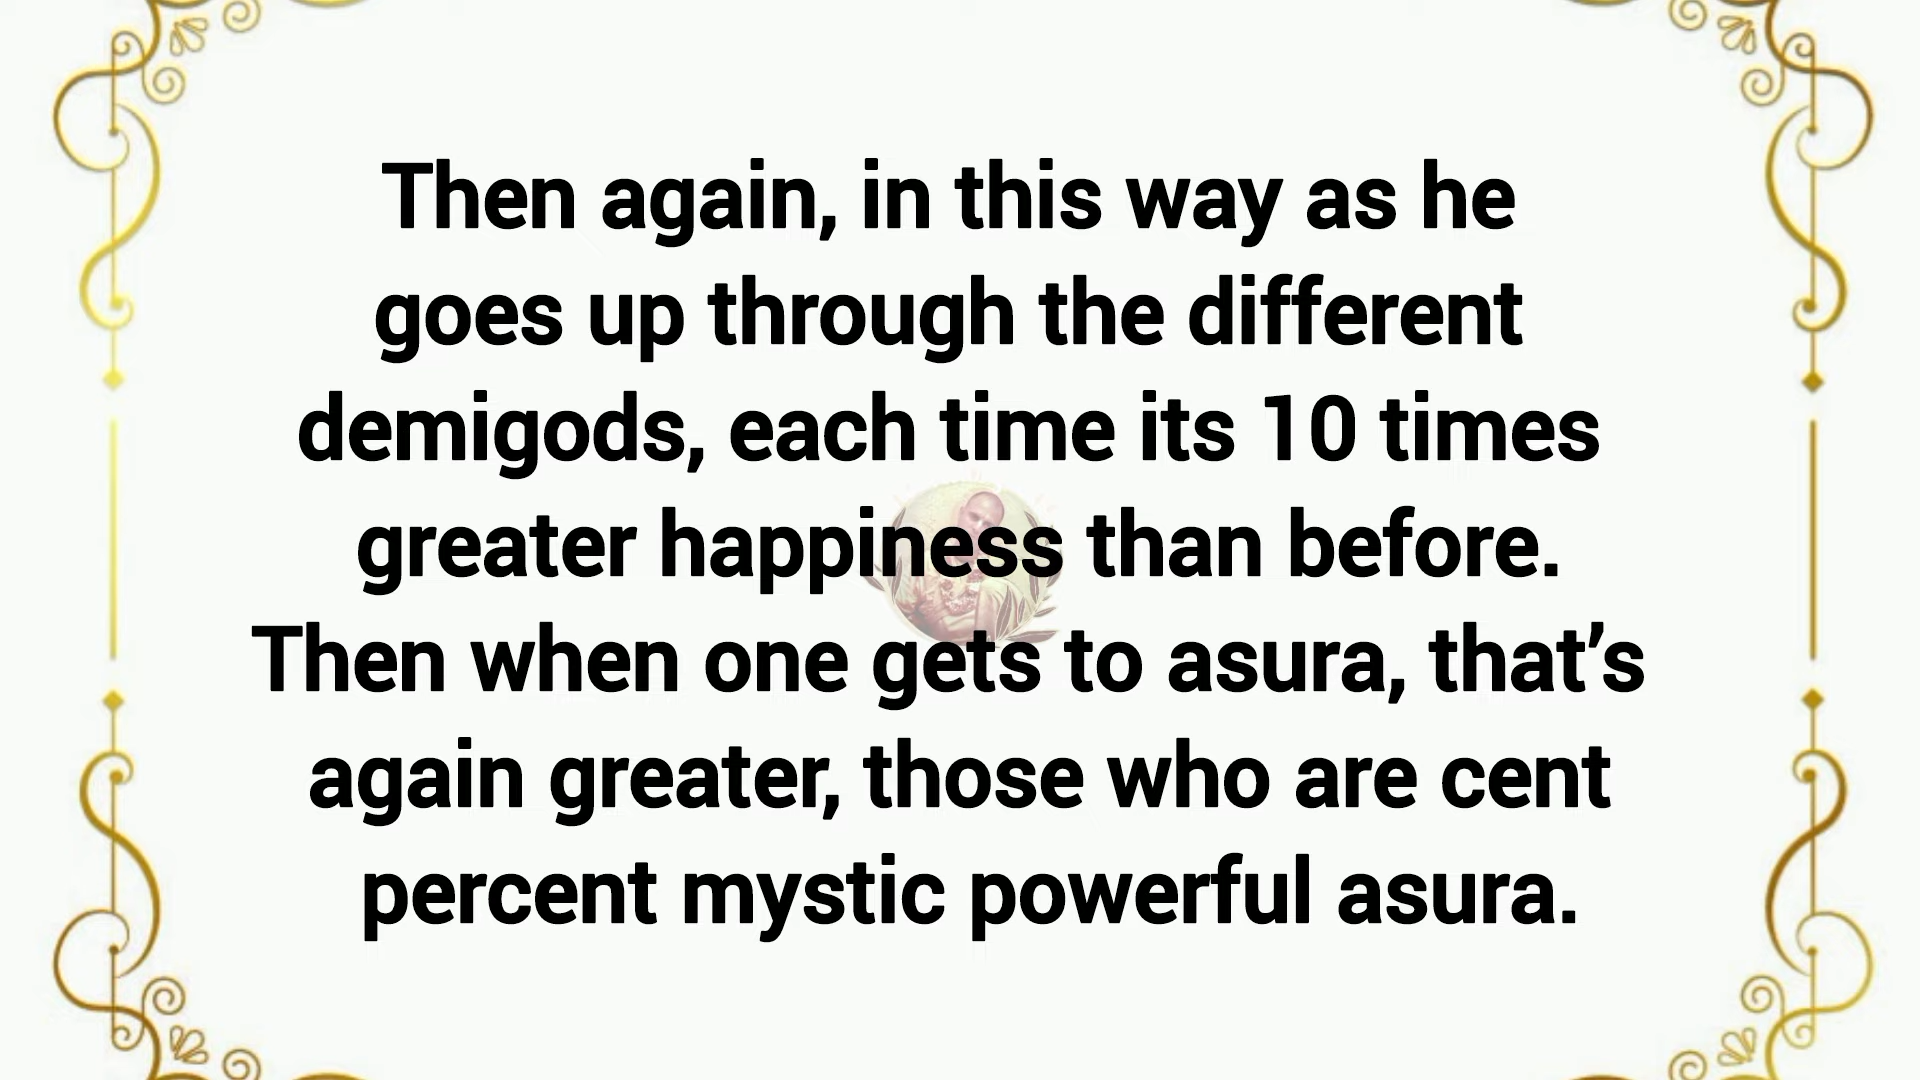 Then again, in this way as he
goes up through the different
demigods, each time its 10 times
greater happiness than before.
Then when one gets to asura, that’s
again greater, those who are cent
percent mystic powerful asura.